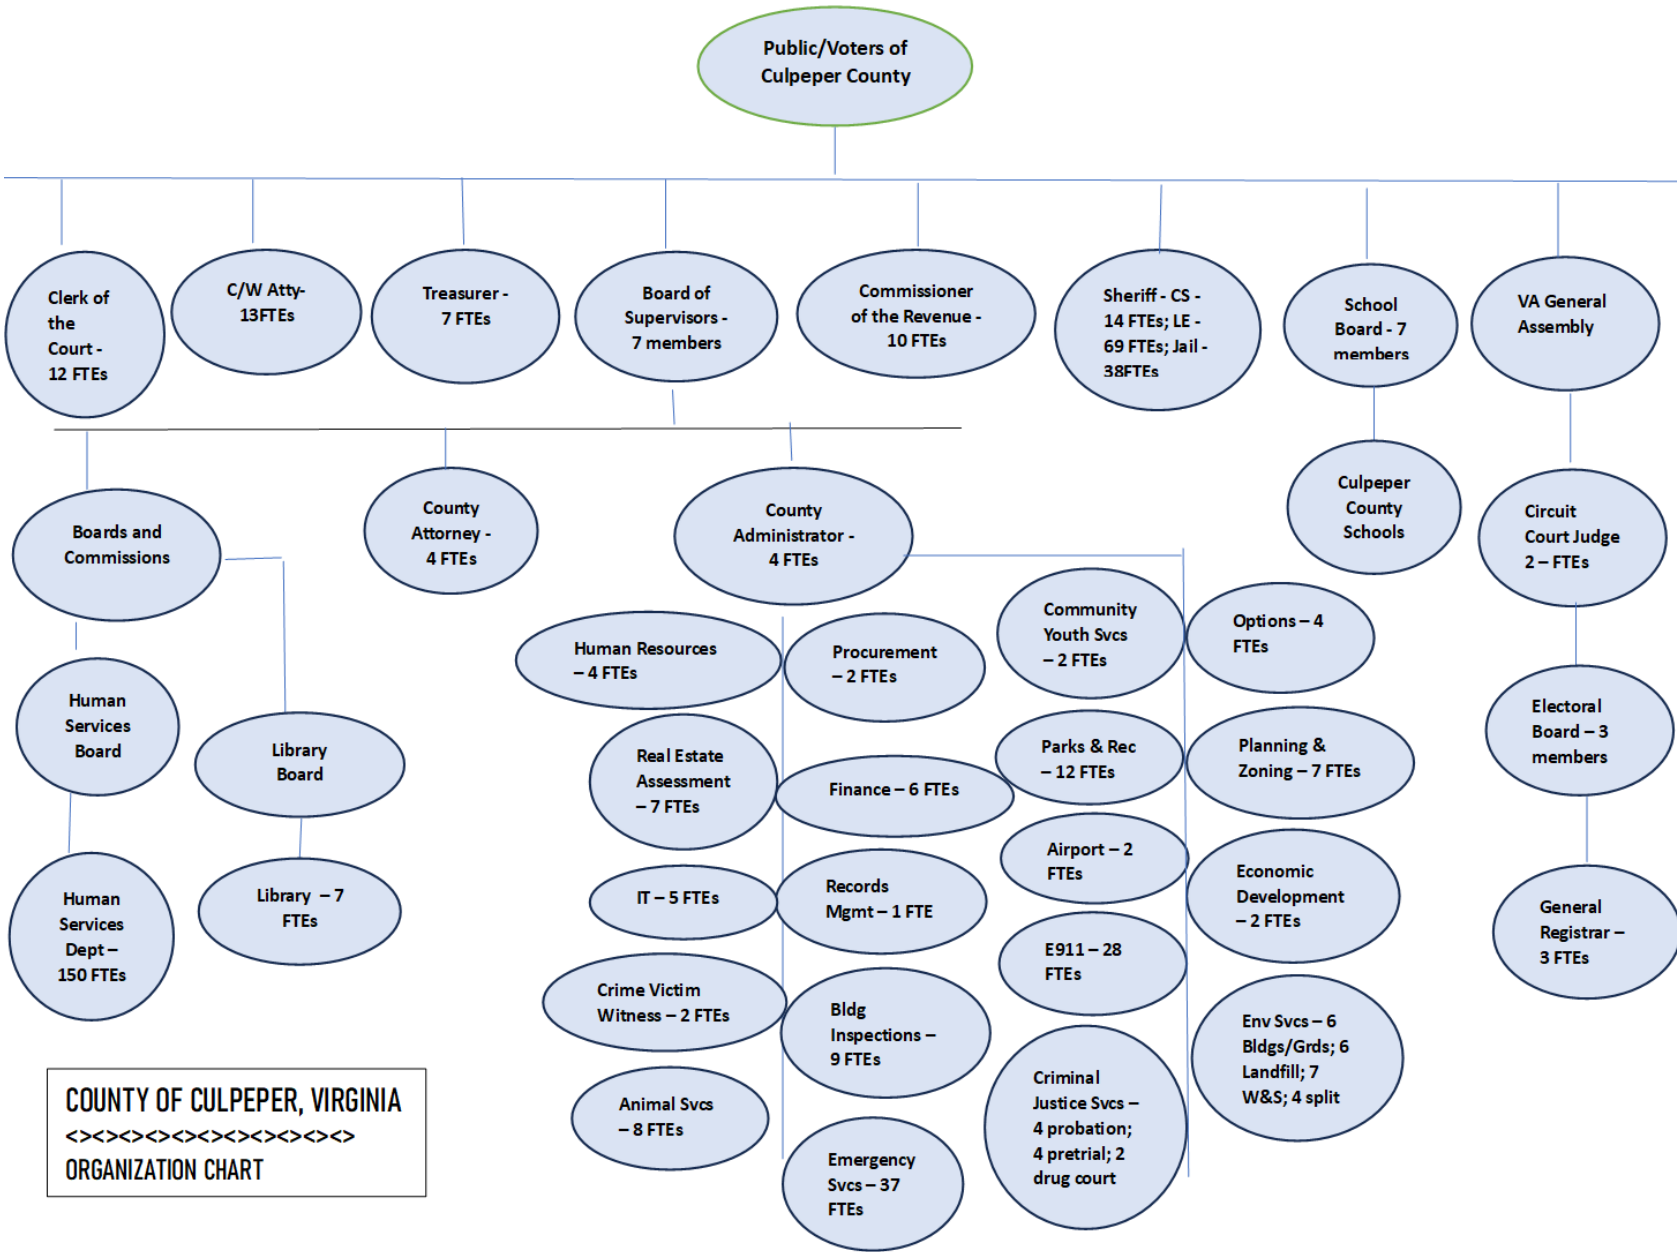 Public/Voters of
Culpeper County
Clerk of
the
Court -
12 FTEs
C/W Atty-
13FTEs
Treasurer -
7 FTEs
Board of
Supervisors -
7 members
Commissioner
of the Revenue -
10 FTEs
Sheriff - CS -
14 FTEs; LE -
69 FTEs; Jail -
38FTEs
School
Board - 7
members
VA General
Assembly
Boards and
Commissions
County
Attorney -
4 FTEs
County
Administrator -
4 FTEs
Culpeper
County
Schools
Circuit
Court Judge
2 – FTEs
Human
Services
Board
Library
Board
Human
Services
Dept –
150 FTEs
Library – 7
FTEs
Human Resources
– 4 FTEs
Procurement
– 2 FTEs
Community
Youth Svcs
– 2 FTEs
Options – 4
FTEs
Real Estate
Assessment
– 7 FTEs
Finance – 6 FTEs
Parks & Rec
– 12 FTEs
Planning &
Zoning – 7 FTEs
Electoral
Board – 3
members
IT – 5 FTEs
Records
Mgmt – 1 FTE
Airport – 2
FTEs
Economic
Development
– 2 FTEs
General
Registrar –
3 FTEs
Crime Victim
Witness – 2 FTEs
Bldg
Inspections –
9 FTEs
E911 – 28
FTEs
Env Svcs – 6
Bldgs/Grds; 6
Landfill; 7
W&S; 4 split
Animal Svcs
– 8 FTEs
Emergency
Svcs – 37
FTEs
Criminal
Justice Svcs –
4 probation;
4 pretrial; 2
drug court
COUNTY OF CULPEPER, VIRGINIA
<><><><><><><><><><><>
ORGANIZATION CHART